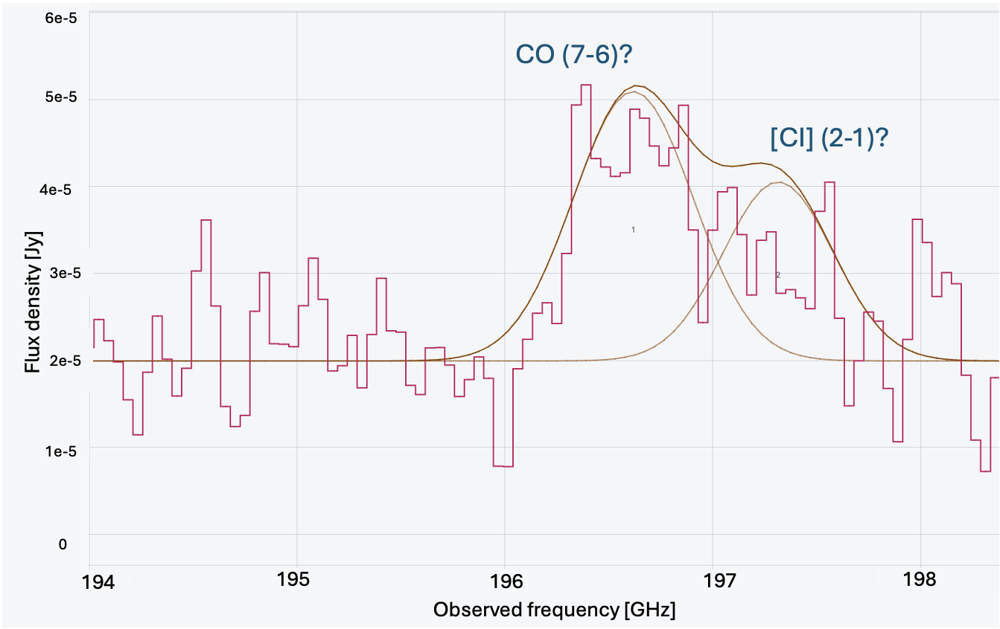 6e-5
CO (7-6)?
5e-5
[CI] (2-1)?
4e-5
1
3e-5
2
2e-5
1e-5
0
194 195 196 197 198
Flux density [Jy]
Observed frequency [GHz]